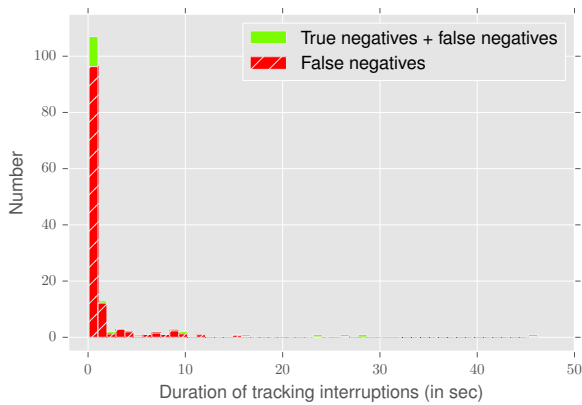 True negatives + false negatives
False negatives
Number
100
80
60
40
20
0
0 10 20 30 40 50
Duration of tracking interruptions (in sec)